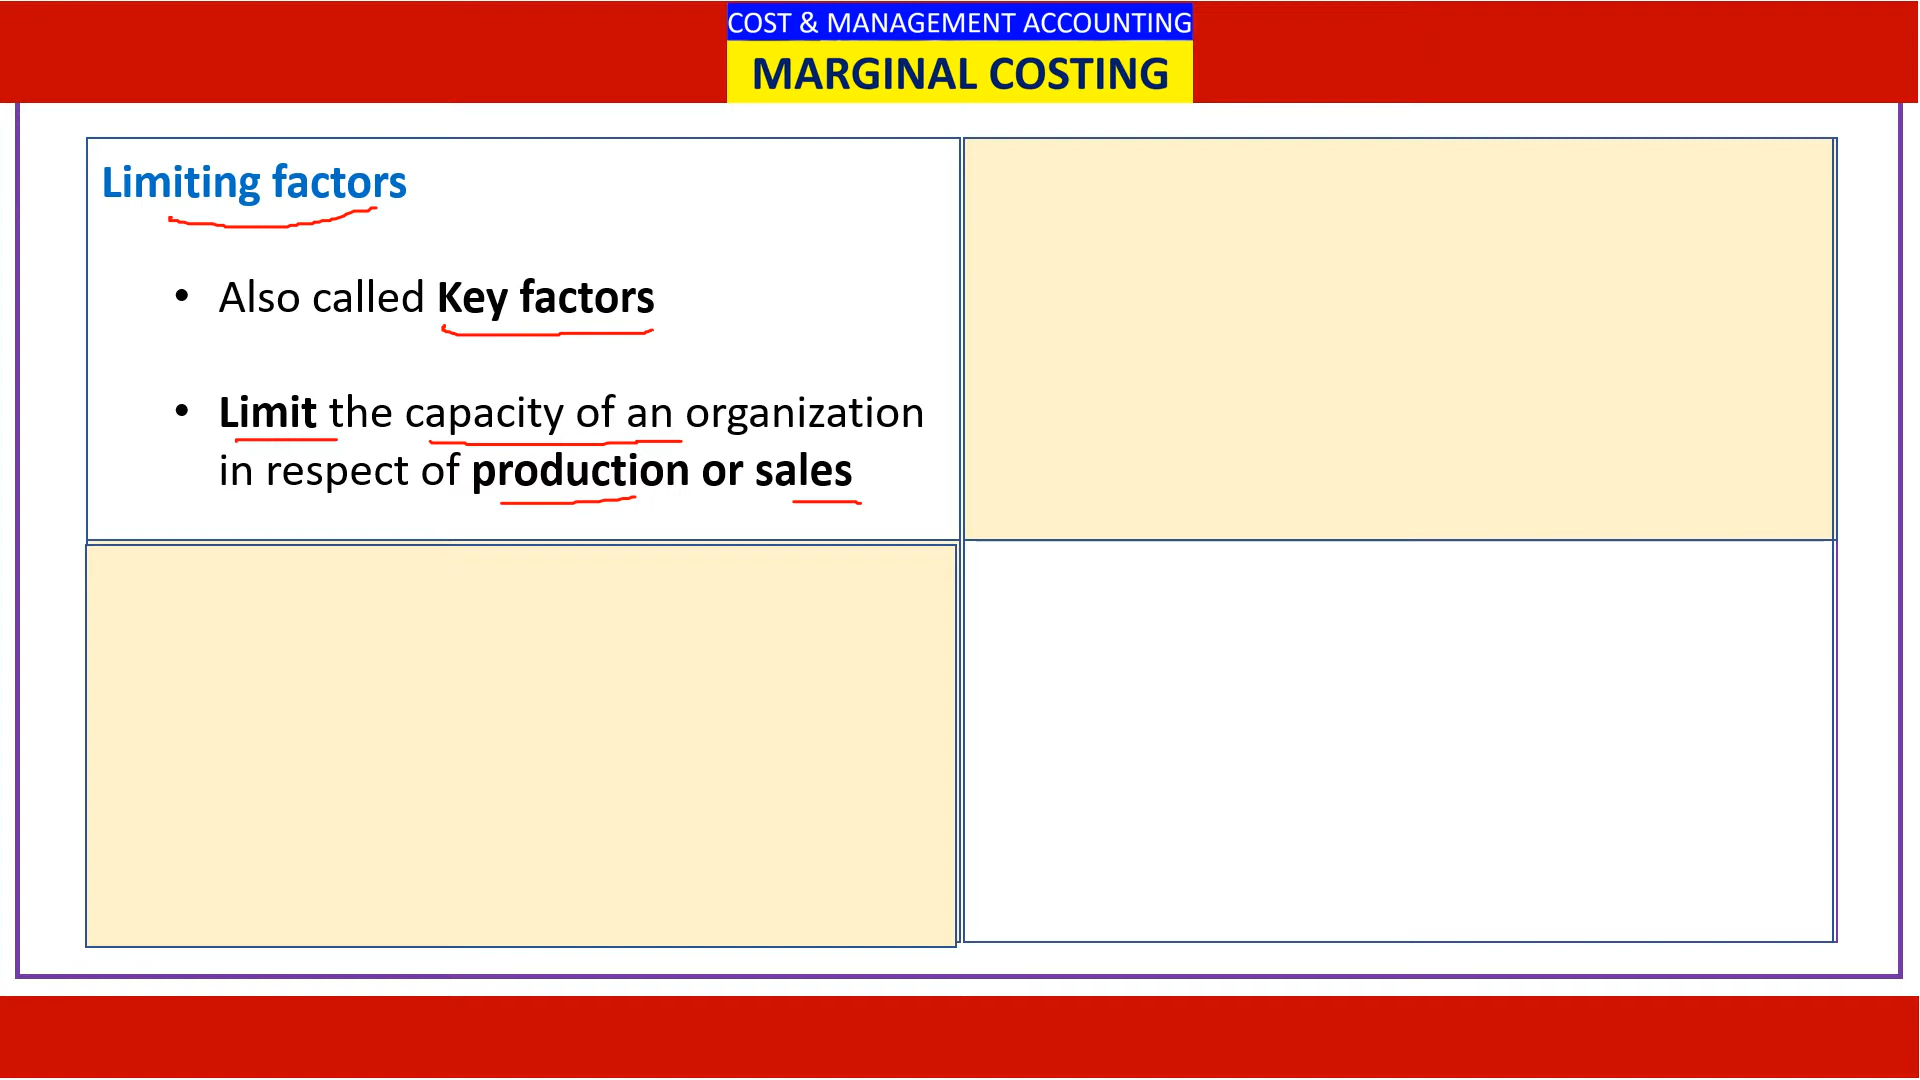 COST & MANAGEMENT ACCOUNTING
MARGINAL COSTING
Limiting factors
• Also called Key factors
• Limit the capacity of an organization
in respect of production or sales